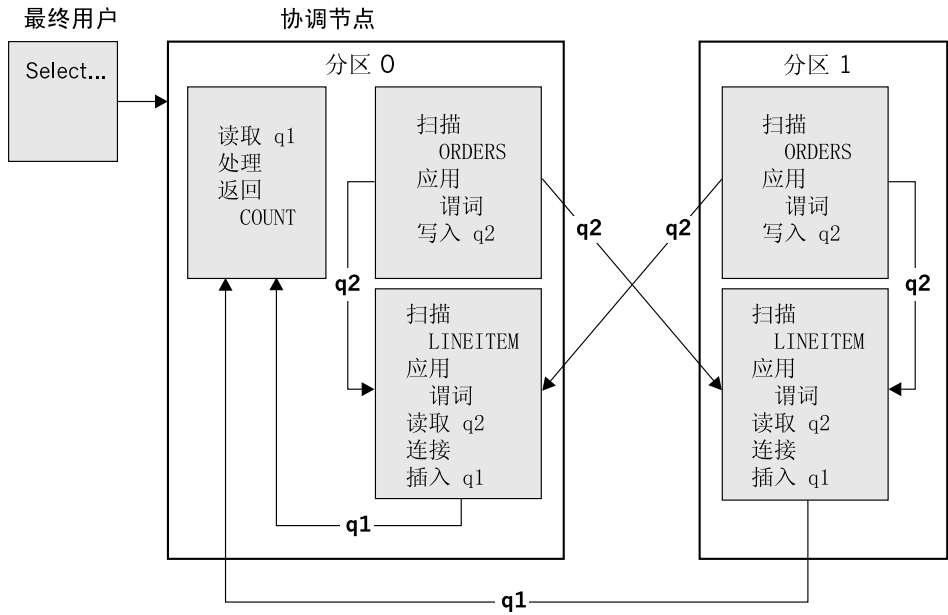 最终用户
协调节点
Select...
分区 0
读取 q1
处理
返回
COUNT
扫描
ORDERS
应用
谓词
写入 q2
q2
q2
扫描
LINEITEM
应用
谓词
读取 q2
连接
插入 q1
q1
分区 1
扫描
ORDERS
应用
谓词
写入 q2
q2
q2
扫描
LINEITEM
应用
谓词
读取 q2
连接
插入 q1
q1